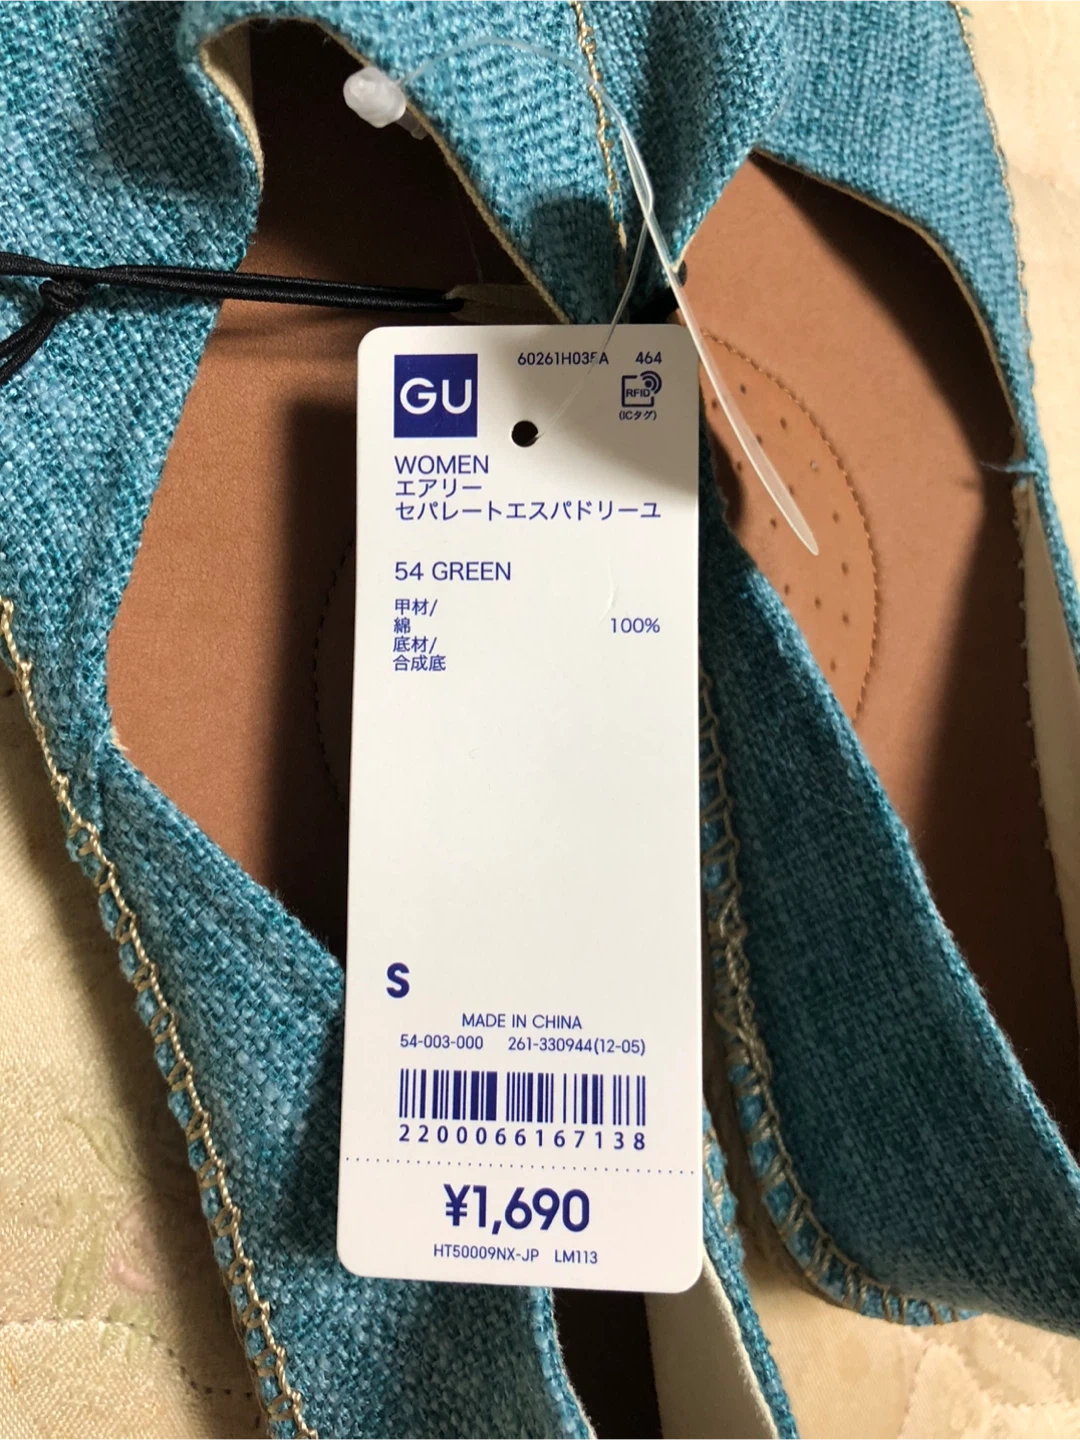 60261H035A 464
GU
RFID
(ICタグ)
WOMEN
エアリー
セパレートエスパドリーユ
54 GREEN
甲材/
綿 100%
底材/
合成底
S
MADE IN CHINA
54-003-000 261-330944(12-05)
2200066167138
¥1,690
HT50009NX-JP LM113